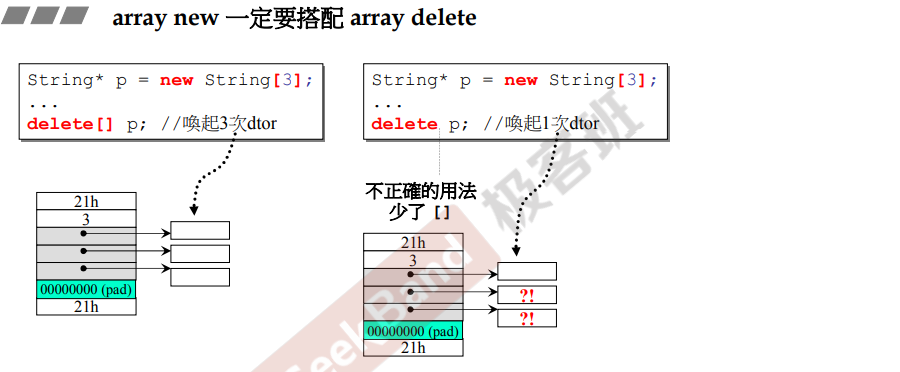 array new 一定要搭配 array delete
String* p = new String[3];
...
delete[] p; //喚起3次dtor
21h
3
00000000 (pad)
21h
String* p = new String[3];
...
delete p; //喚起1次dtor
不正確的用法
少了 []
21h
3
?!
?!
00000000 (pad)
21h
GeekBand 极客班